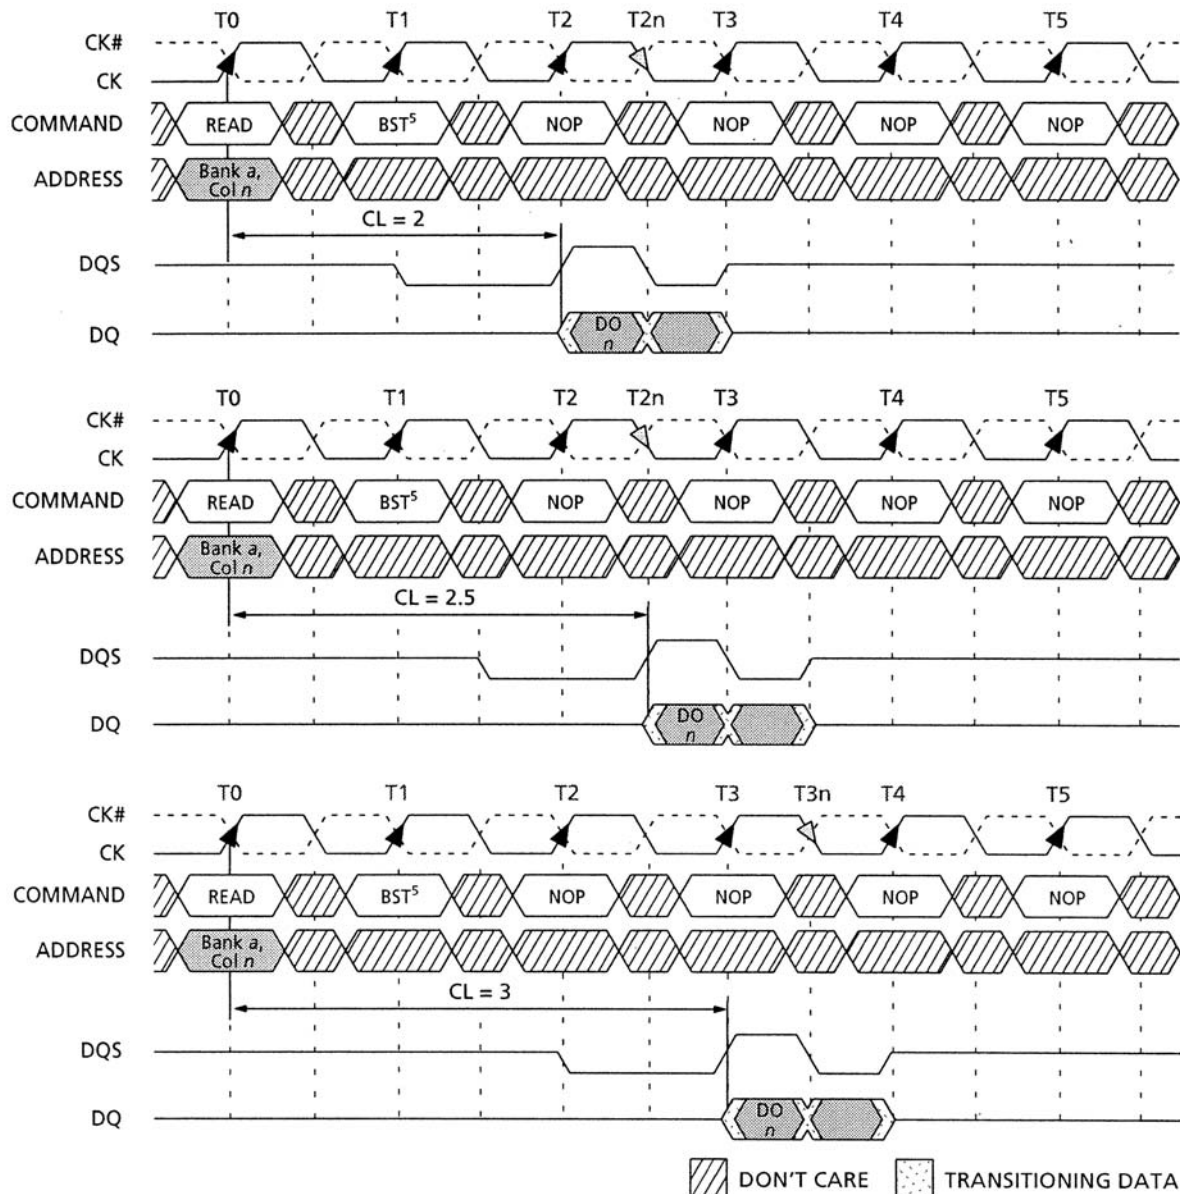 T0 T1 T2 T2n T3 T4 T5
CK#
CK
COMMAND READ BST5 NOP NOP NOP NOP
ADDRESS Bank a,
Col n
CL = 2
DQS
DQ DO
n
T0 T1 T2 T2n T3 T4 T5
CK#
CK
COMMAND READ BST5 NOP NOP NOP NOP
ADDRESS Bank a,
Col n
CL = 2.5
DQS
DQ DO
n
T0 T1 T2 T3 T3n T4 T5
CK#
CK
COMMAND READ BST5 NOP NOP NOP NOP
ADDRESS Bank a,
Col n
CL = 3
DQS
DQ DO
n
DON'T CARE TRANSITIONING DATA